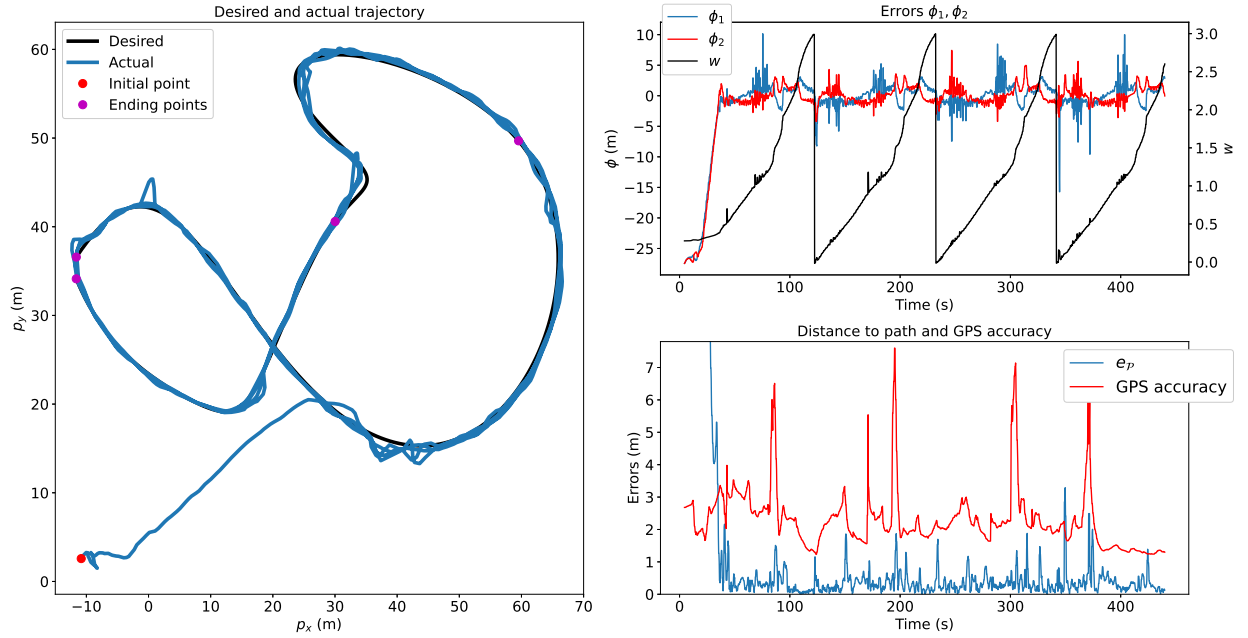 Desired and actual trajectory
Desired
Actual
Initial point
Ending points
60
50
40
30
20
10
0
p_y (m)
−10 0 10 20 30 40 50 60 70
p_x (m)
Errors ϕ₁, ϕ₂
ϕ₁
ϕ₂
w
10
5
0
−5
−10
−15
−20
−25
ϕ (m)
3.0
2.5
2.0
1.5
1.0
0.5
0.0
w
0 100 200 300 400
Time (s)
Distance to path and GPS accuracy
e_𝒫
GPS accuracy
7
6
5
4
3
2
1
0
Errors (m)
0 100 200 300 400
Time (s)